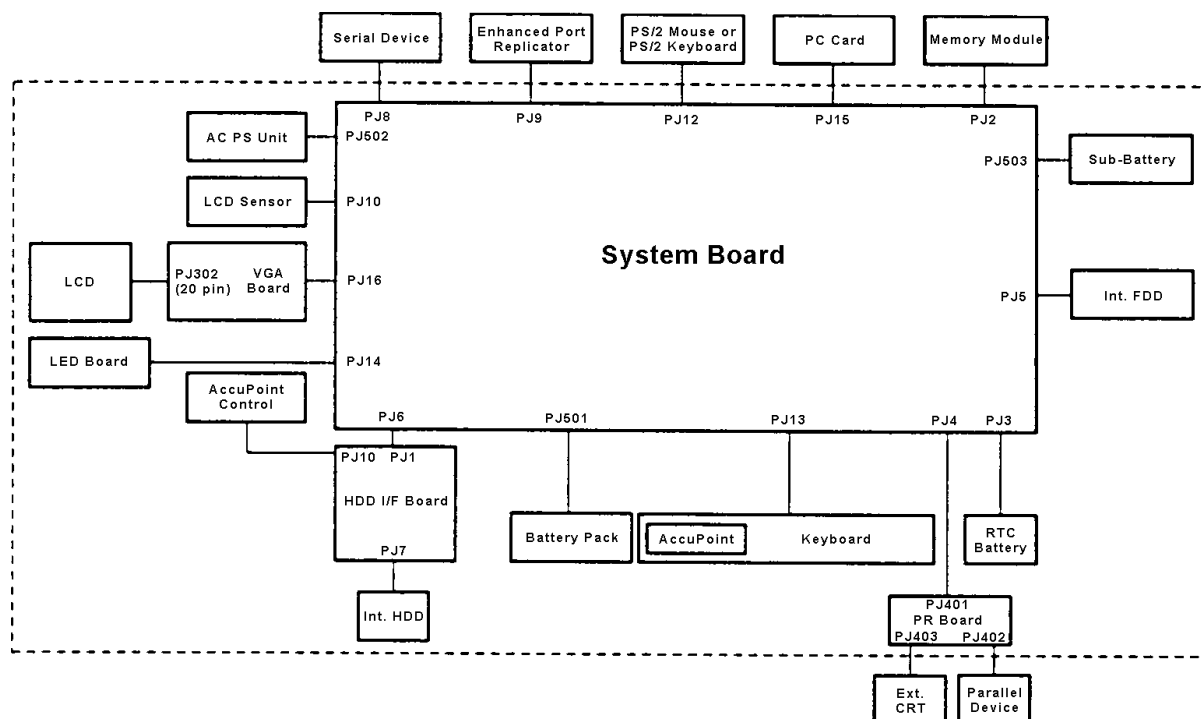 Serial Device
Enhanced Port
Replicator
PS/2 Mouse or
PS/2 Keyboard
PC Card
Memory Module
PJ8
PJ9
PJ12
PJ15
PJ2
AC PS Unit
PJ502
PJ503
Sub-Battery
LCD Sensor
PJ10
System Board
LCD
PJ302
(20 pin)
VGA
Board
PJ16
PJ5
Int. FDD
LED Board
PJ14
AccuPoint
Control
PJ6
PJ501
PJ13
PJ4
PJ3
PJ10
PJ1
HDD I/F Board
PJ7
Battery Pack
AccuPoint
Keyboard
RTC
Battery
Int. HDD
PJ401
PR Board
PJ403
PJ402
Ext.
CRT
Parallel
Device